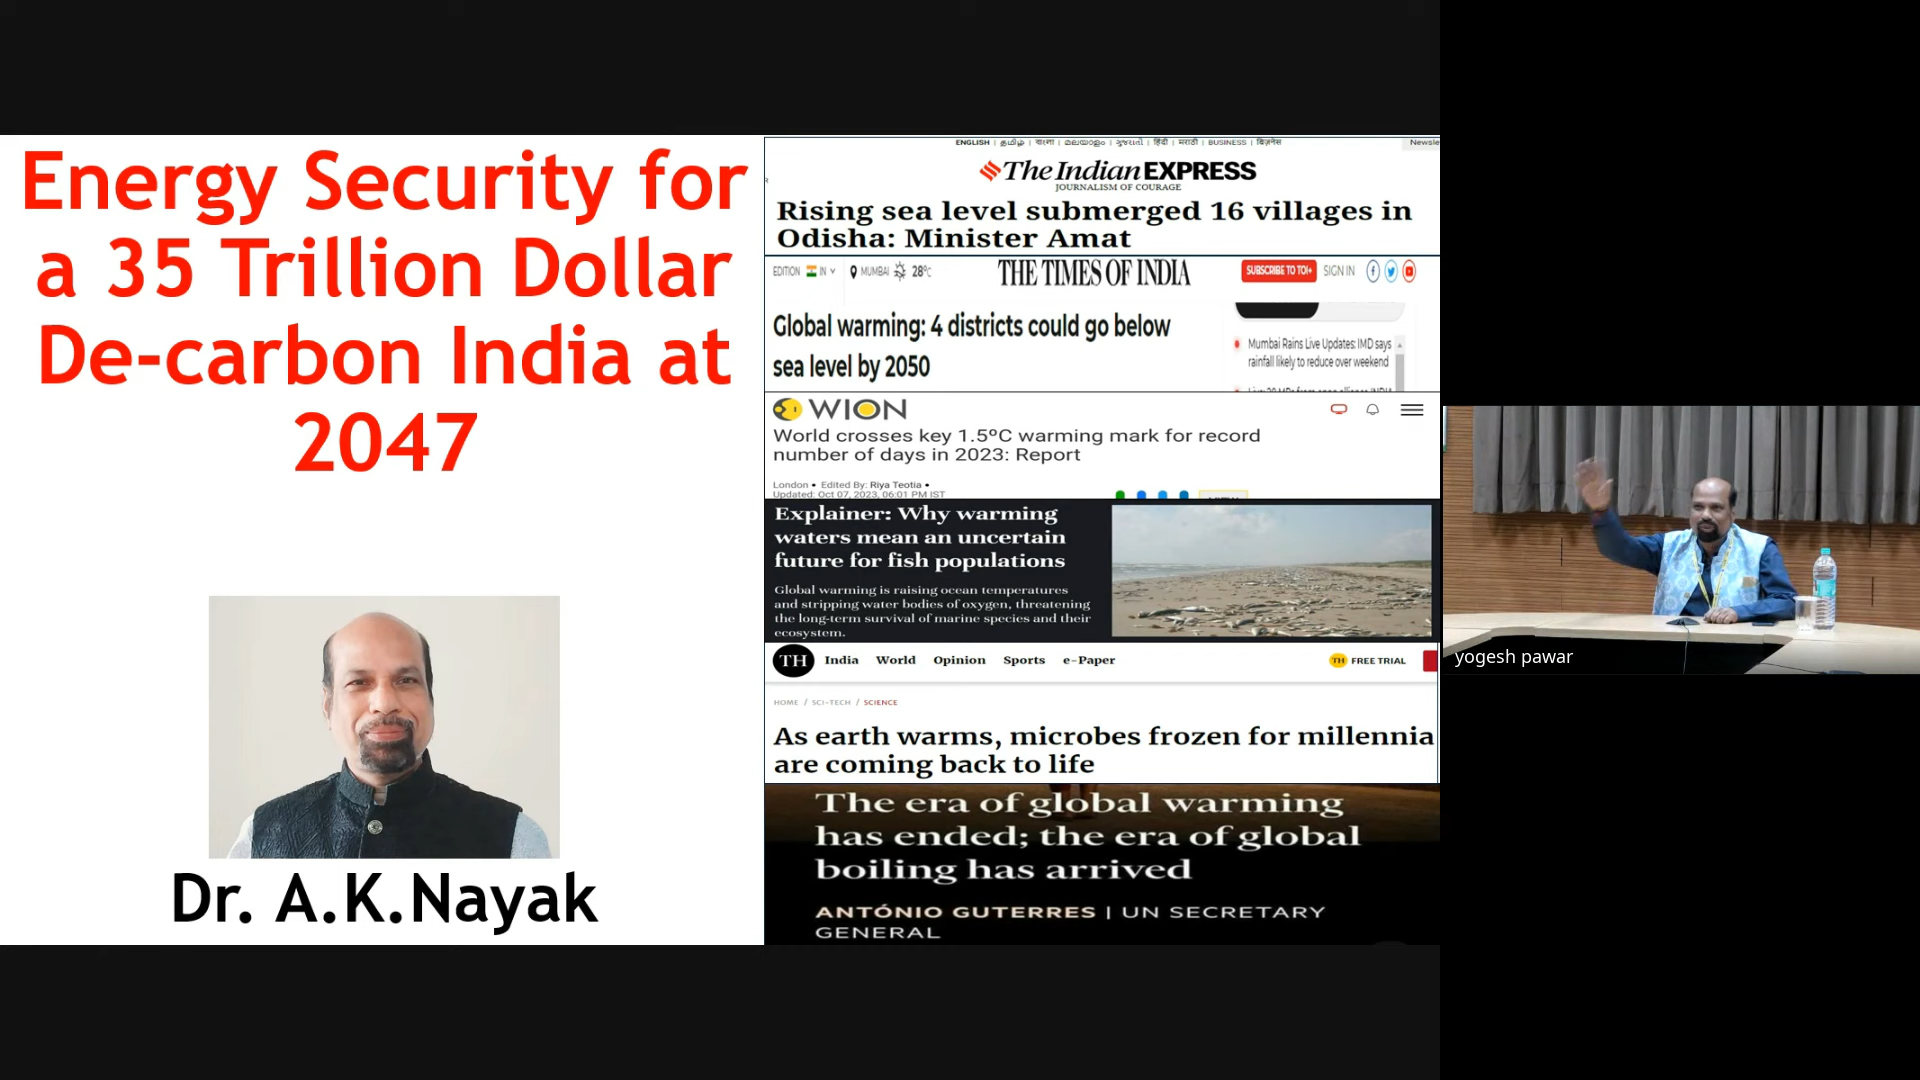 Energy Security for
a 35 Trillion Dollar
De-carbon India at
2047
Dr. A.K.Nayak
ENGLISH | தமிழ் | বাংলা | മലയാളം | ગુજરાતી | हिंदी | मराठी | BUSINESS | बिज़नेस
Newsle
The Indian EXPRESS
JOURNALISM OF COURAGE
Rising sea level submerged 16 villages in
Odisha: Minister Amat
EDITION IN MUMBAI 28°C
THE TIMES OF INDIA
SUBSCRIBE TO TOI+ SIGN IN
Global warming: 4 districts could go below
sea level by 2050
Mumbai Rains Live Updates: IMD says
rainfall likely to reduce over weekend
WION
World crosses key 1.5ºC warming mark for record
number of days in 2023: Report
London • Edited By: Riya Teotia •
Updated: Oct 07, 2023, 06:01 PM IST
Explainer: Why warming
waters mean an uncertain
future for fish populations
Global warming is raising ocean temperatures
and stripping water bodies of oxygen, threatening
the long-term survival of marine species and their
ecosystem.
TH India World Opinion Sports e-Paper
TH FREE TRIAL
HOME / SCI-TECH / SCIENCE
As earth warms, microbes frozen for millennia
are coming back to life
The era of global warming
has ended; the era of global
boiling has arrived
ANTÓNIO GUTERRES | UN SECRETARY
GENERAL
yogesh pawar